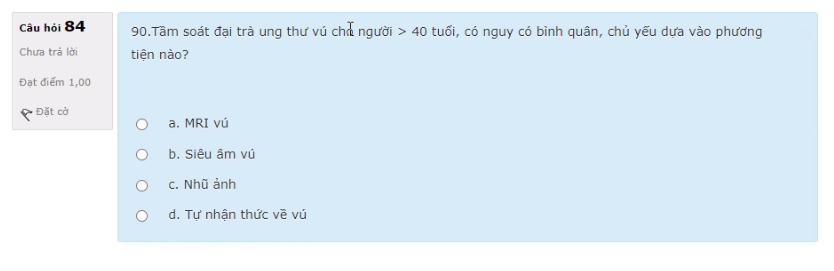 Câu hỏi 84
Chưa trả lời
Đạt điểm 1,00
Đặt cờ
90.Tầm soát đại trà ung thư vú cho người > 40 tuổi, có nguy có bình quân, chủ yếu dựa vào phương
tiện nào?
a. MRI vú
b. Siêu âm vú
c. Nhũ ảnh
d. Tự nhận thức về vú